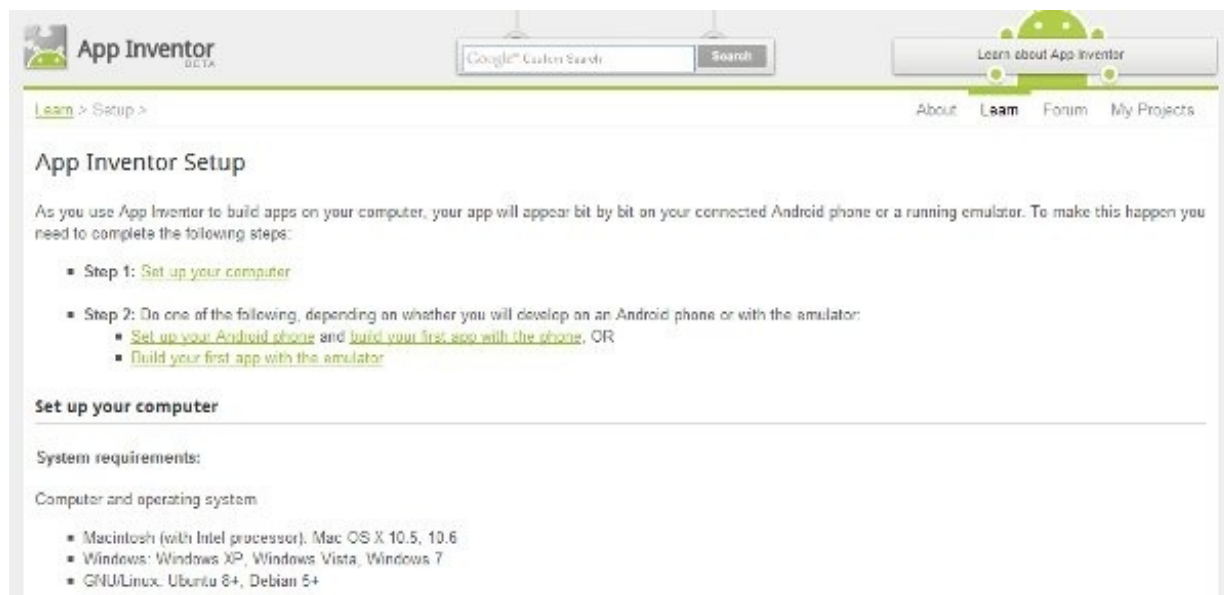 App Inventor
BETA
Google™ Custom Search
Search
Learn about App Inventor
Learn > Setup >
About Learn Forum My Projects
App Inventor Setup
As you use App Inventor to build apps on your computer, your app will appear bit by bit on your connected Android phone or a running emulator. To make this happen you
need to complete the following steps:
▪ Step 1: Set up your computer
▪ Step 2: Do one of the following, depending on whether you will develop on an Android phone or with the emulator:
▪ Set up your Android phone and build your first app with the phone, OR
▪ Build your first app with the emulator
Set up your computer
System requirements:
Computer and operating system
▪ Macintosh (with Intel processor): Mac OS X 10.5, 10.6
▪ Windows: Windows XP, Windows Vista, Windows 7
▪ GNU/Linux: Ubuntu 8+, Debian 5+